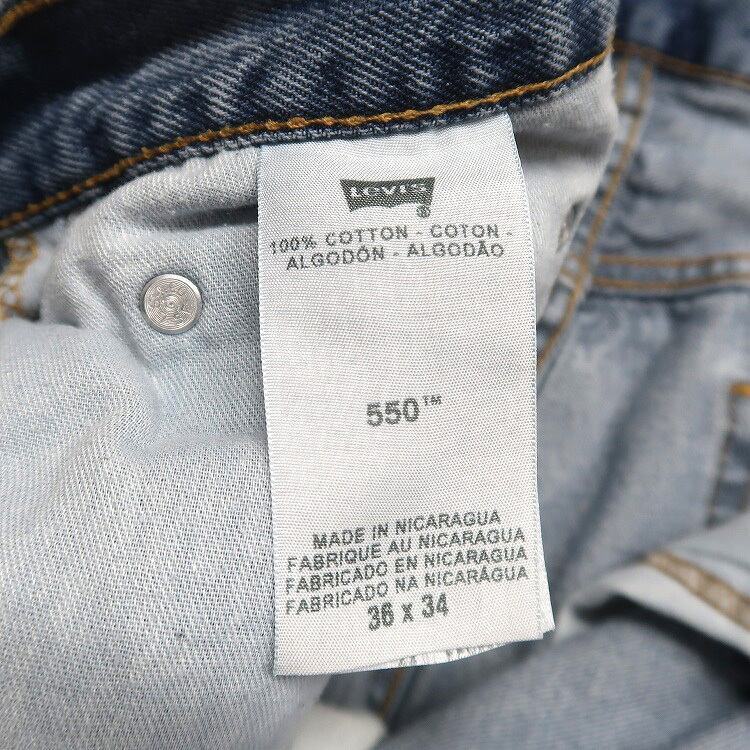 Levi's®
100% COTTON - COTON -
ALGODÓN - ALGODÃO
550™
MADE IN NICARAGUA
FABRIQUE AU NICARAGUA
FABRICADO EN NICARAGUA
FABRICADO NA NICARÁGUA
36 x 34